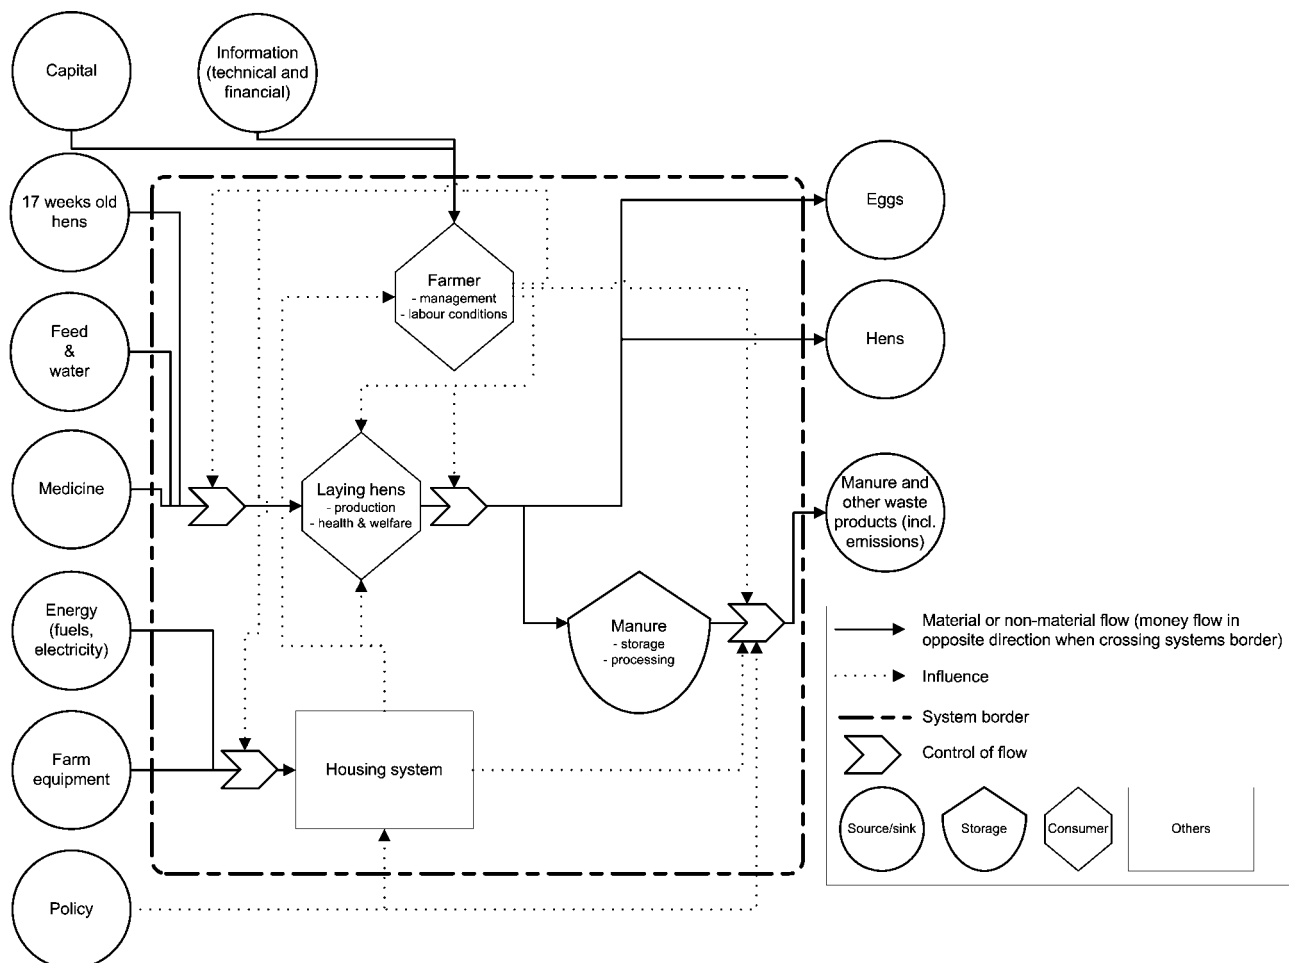 Capital
Information
(technical and
financial)
17 weeks old
hens
Feed
&
water
Medicine
Energy
(fuels,
electricity)
Farm
equipment
Policy
Farmer
- management
- labour conditions
Laying hens
- production
- health & welfare
Manure
- storage
- processing
Housing system
Eggs
Hens
Manure and
other waste
products (incl.
emissions)
Material or non-material flow (money flow in
opposite direction when crossing systems border)
Influence
System border
Control of flow
Source/sink
Storage
Consumer
Others